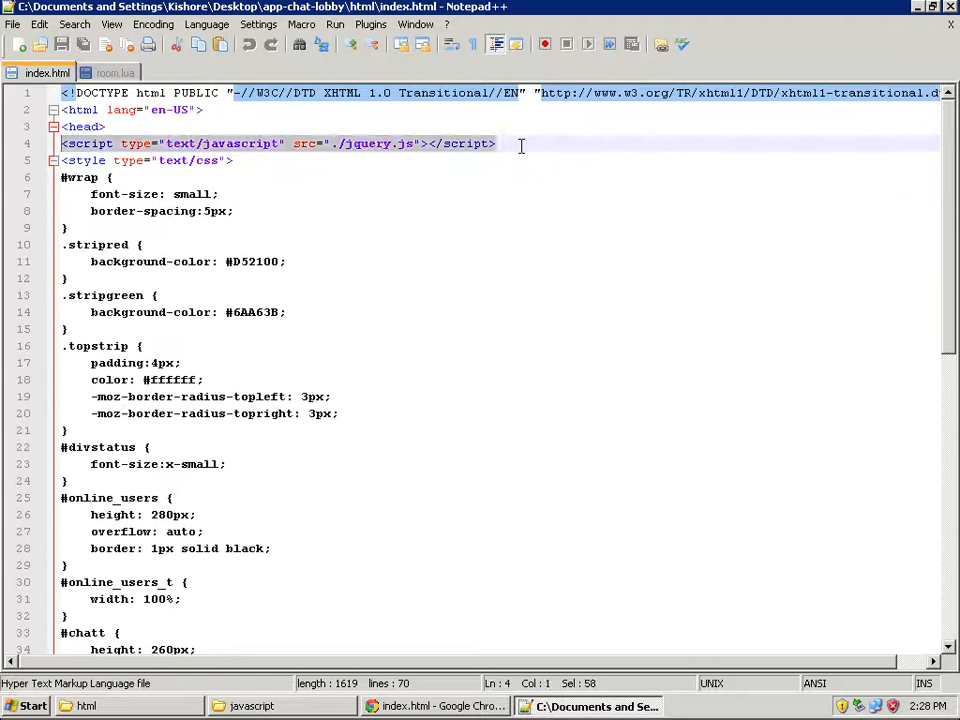 C:\Documents and Settings\Kishore\Desktop\app-chat-lobby\html\index.html - Notepad++
File Edit Search View Encoding Language Settings Macro Run Plugins Window ? X
index.html room.lua
1 <!DOCTYPE html PUBLIC "-//W3C//DTD XHTML 1.0 Transitional//EN" "http://www.w3.org/TR/xhtml1/DTD/xhtml1-transitional.d
2 <html lang="en-US">
3 <head>
4 <script type="text/javascript" src="./jquery.js"></script>
5 <style type="text/css">
6 #wrap {
7 font-size: small;
8 border-spacing:5px;
9 }
10 .stripred {
11 background-color: #D52100;
12 }
13 .stripgreen {
14 background-color: #6AA63B;
15 }
16 .topstrip {
17 padding:4px;
18 color: #ffffff;
19 -moz-border-radius-topleft: 3px;
20 -moz-border-radius-topright: 3px;
21 }
22 #divstatus {
23 font-size:x-small;
24 }
25 #online_users {
26 height: 280px;
27 overflow: auto;
28 border: 1px solid black;
29 }
30 #online_users_t {
31 width: 100%;
32 }
33 #chatt {
34 height: 260px;
Hyper Text Markup Language file length : 1619 lines : 70 Ln : 4 Col : 1 Sel : 58 UNIX ANSI INS
Start html javascript index.html - Google Chro... C:\Documents and Se... 2:28 PM